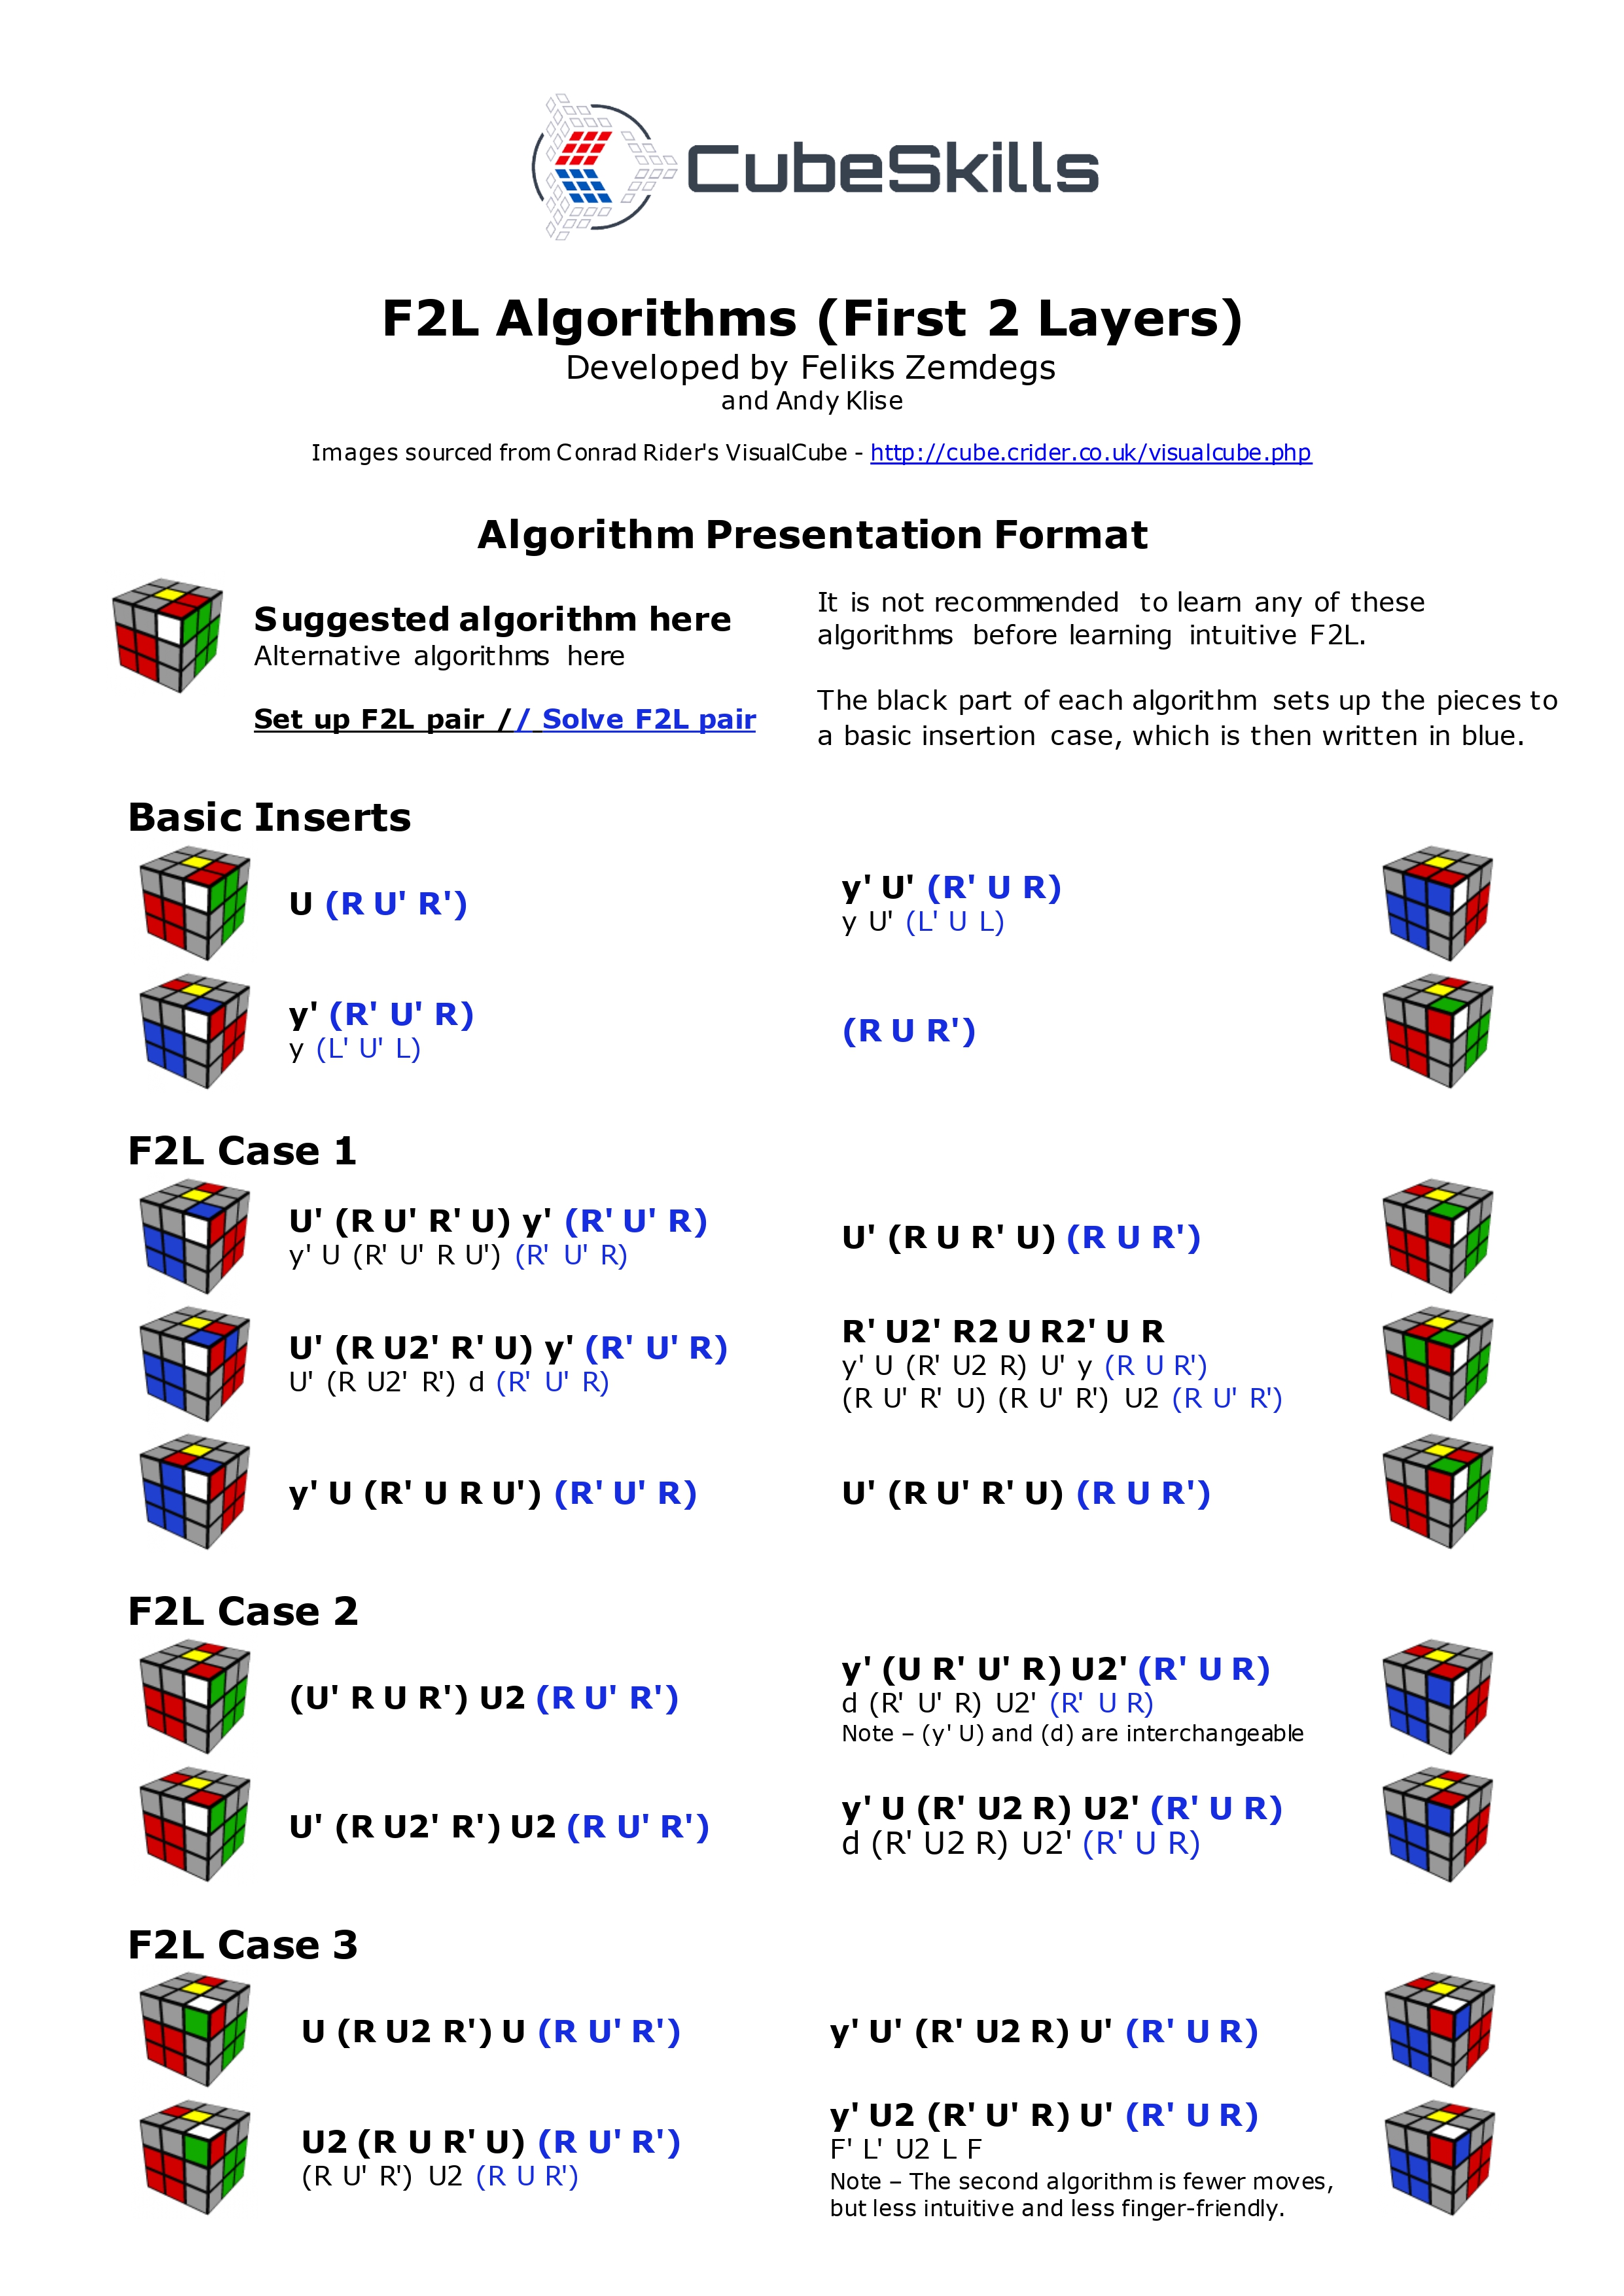 CubeSkills
F2L Algorithms (First 2 Layers)
Developed by Feliks Zemdegs
and Andy Klise
Images sourced from Conrad Rider's VisualCube - http://cube.crider.co.uk/visualcube.php
Algorithm Presentation Format
Suggested algorithm here
Alternative algorithms here
Set up F2L pair // Solve F2L pair
It is not recommended to learn any of these
algorithms before learning intuitive F2L.
The black part of each algorithm sets up the pieces to
a basic insertion case, which is then written in blue.
Basic Inserts
U (R U' R')
y' U' (R' U R)
y U' (L' U L)
y' (R' U' R)
y (L' U' L)
(R U R')
F2L Case 1
U' (R U' R' U) y' (R' U' R)
y' U (R' U' R U') (R' U' R)
U' (R U R' U) (R U R')
U' (R U2' R' U) y' (R' U' R)
U' (R U2' R') d (R' U' R)
R' U2' R2 U R2' U R
y' U (R' U2 R) U' y (R U R')
(R U' R' U) (R U' R') U2 (R U' R')
y' U (R' U R U') (R' U' R)
U' (R U' R' U) (R U R')
F2L Case 2
(U' R U R') U2 (R U' R')
y' (U R' U' R) U2' (R' U R)
d (R' U' R) U2' (R' U R)
Note – (y' U) and (d) are interchangeable
U' (R U2' R') U2 (R U' R')
y' U (R' U2 R) U2' (R' U R)
d (R' U2 R) U2' (R' U R)
F2L Case 3
U (R U2 R') U (R U' R')
y' U' (R' U2 R) U' (R' U R)
U2 (R U R' U) (R U' R')
(R U' R') U2 (R U R')
y' U2 (R' U' R) U' (R' U R)
F' L' U2 L F
Note – The second algorithm is fewer moves,
but less intuitive and less finger-friendly.